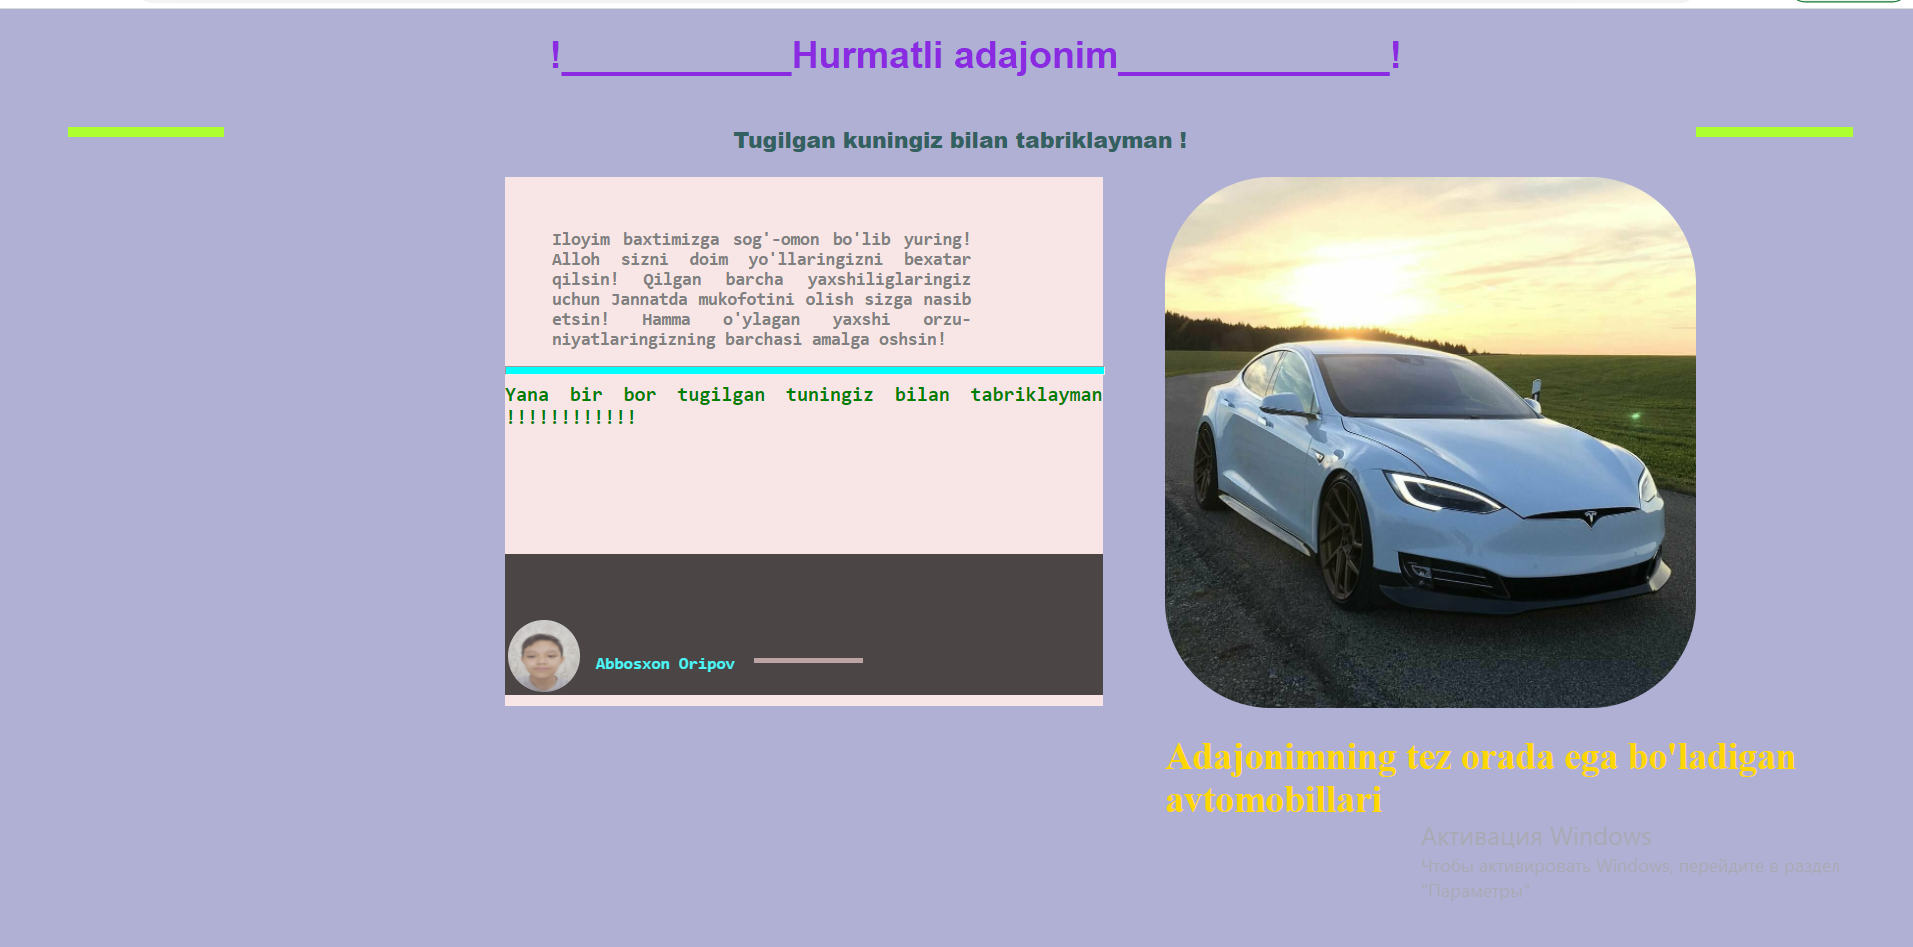 !___________Hurmatli adajonim_____________!
Tugilgan kuningiz bilan tabriklayman !
Iloyim baxtimizga sog'-omon bo'lib yuring!
Alloh sizni doim yo'llaringizni bexatar
qilsin! Qilgan barcha yaxshiliglaringiz
uchun Jannatda mukofotini olish sizga nasib
etsin! Hamma o'ylagan yaxshi orzu-
niyatlaringizning barchasi amalga oshsin!
Yana bir bor tugilgan tuningiz bilan tabriklayman
!!!!!!!!!!!!
Abbosxon Oripov
Adajonimning tez orada ega bo'ladigan
avtomobillari
Активация Windows
Чтобы активировать Windows, перейдите в раздел
"Параметры"